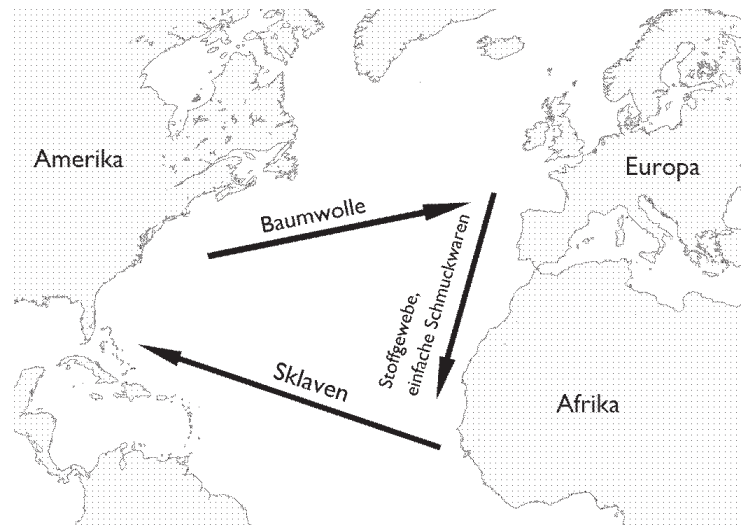 Amerika
Europa
Baumwolle
Stoffgewebe,
einfache Schmuckwaren
Sklaven
Afrika